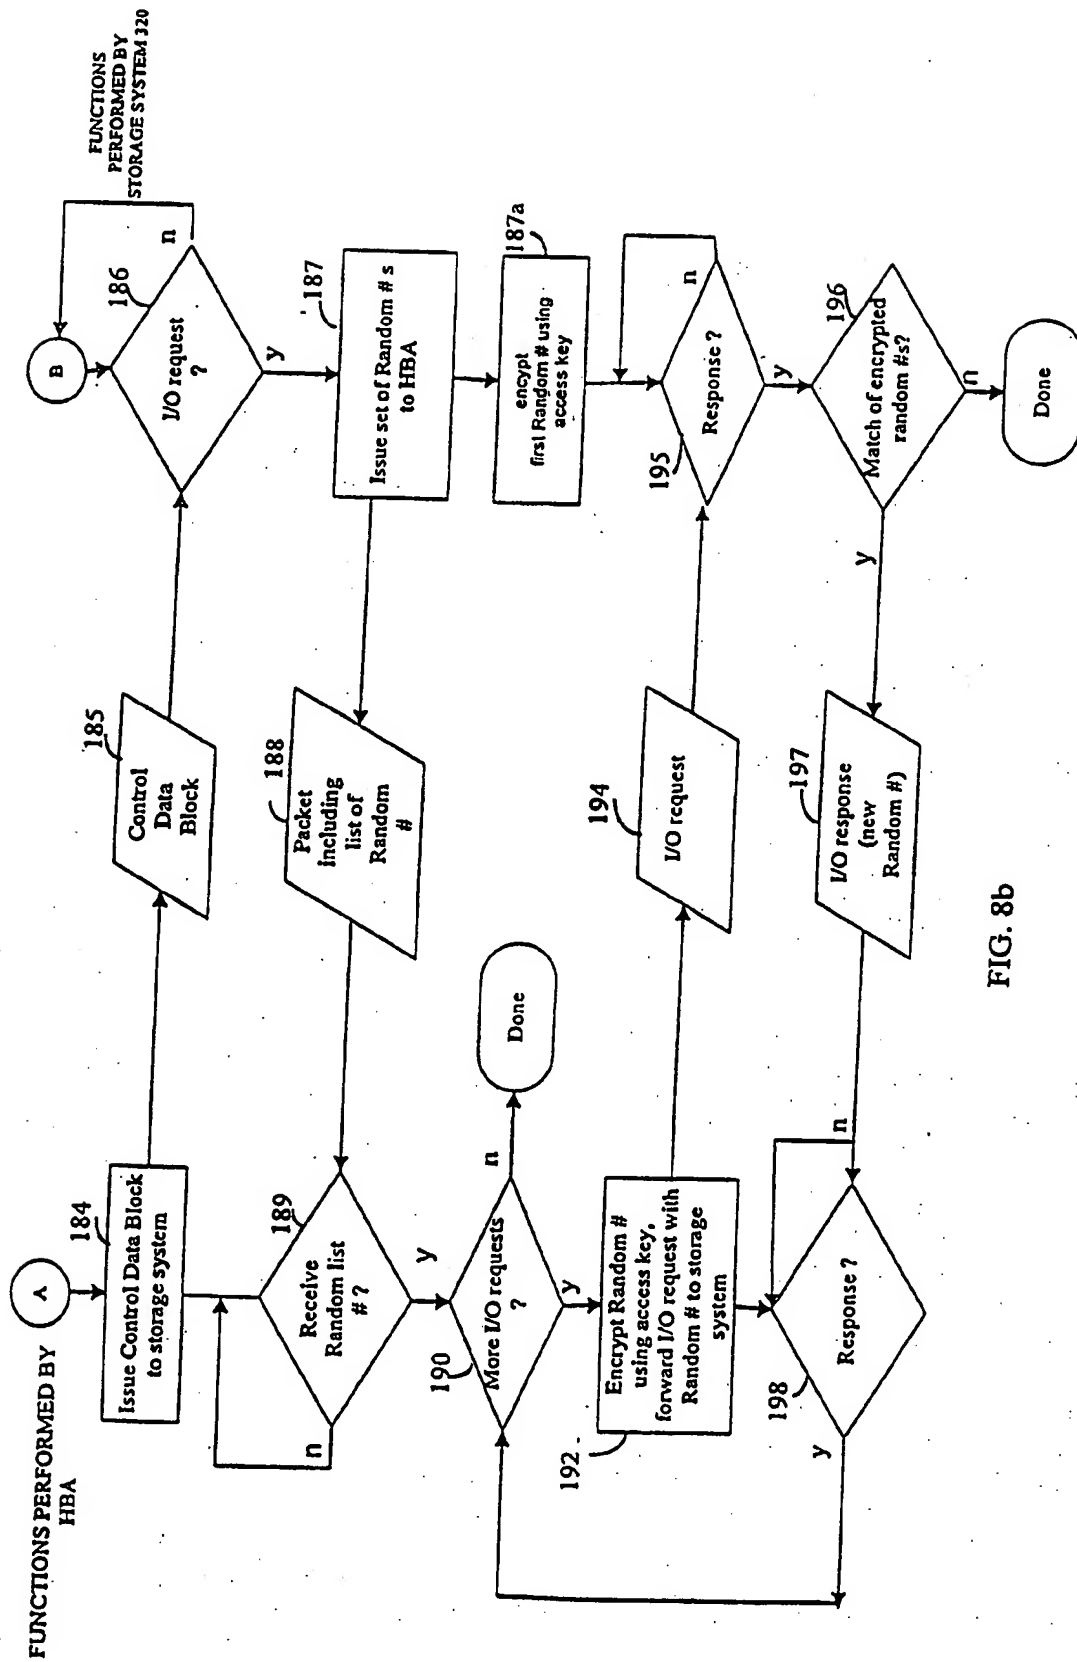 FUNCTIONS PERFORMED BY
HBA
A
184
Issue Control Data Block
to storage system
185
Control
Data
Block
B
FUNCTIONS
PERFORMED BY
STORAGE SYSTEM 320
186
I/O request
?
n
y
187
Issue set of Random #s
to HBA
188
Packet
including
list of
Random
#
189
Receive
Random list
# ?
n
y
187a
encypt
first Random # using
access key
190
More I/O requests
?
n
Done
y
192
Encrypt Random #
using access key,
forward I/O request with
Random # to storage
system
194
I/O request
195
Response ?
n
y
196
Match of encrypted
random #s?
n
Done
y
197
I/O response
(new
Random #)
198
Response ?
n
y
FIG. 8b